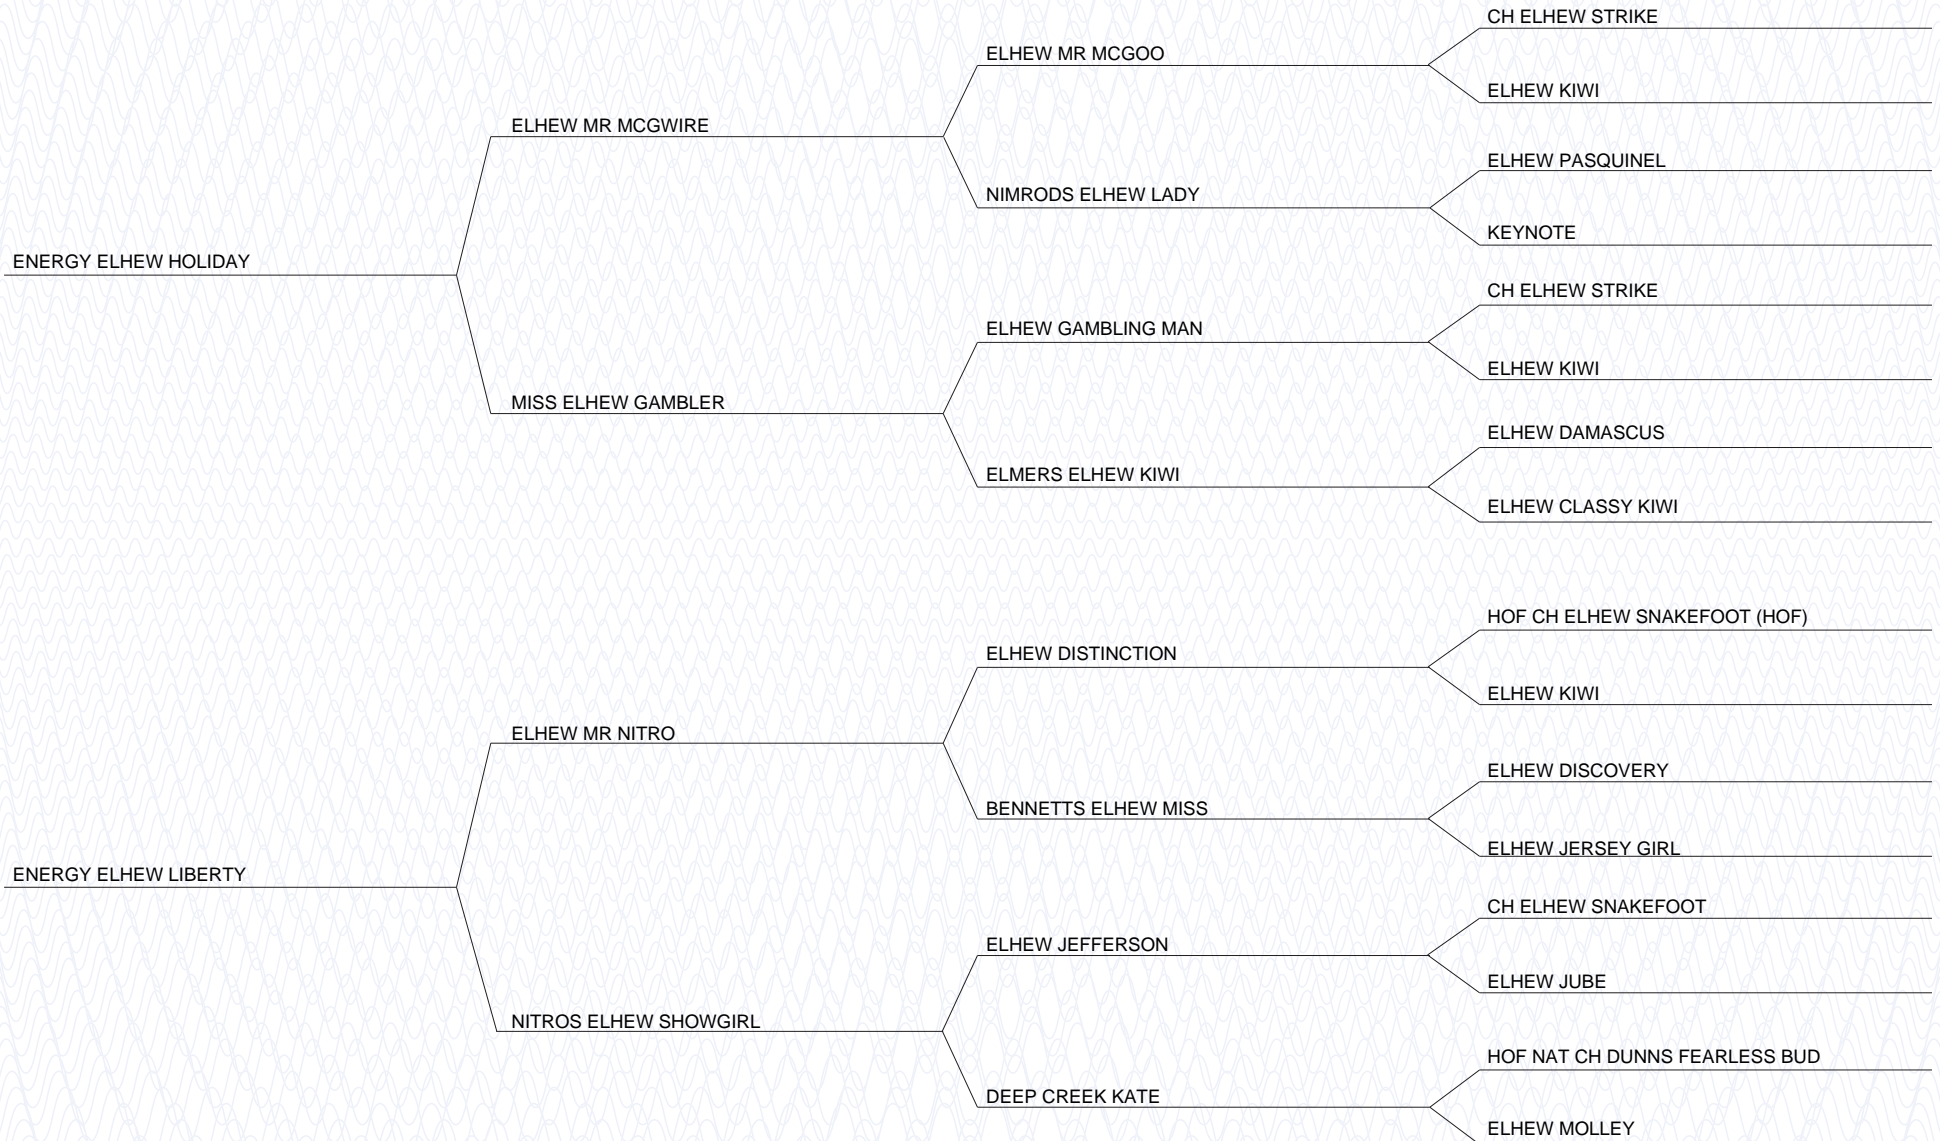 CH ELHEW STRIKE
ELHEW MR MCGOO
ELHEW KIWI
ELHEW MR MCGWIRE
ELHEW PASQUINEL
NIMRODS ELHEW LADY
KEYNOTE
ENERGY ELHEW HOLIDAY
CH ELHEW STRIKE
ELHEW GAMBLING MAN
ELHEW KIWI
MISS ELHEW GAMBLER
ELHEW DAMASCUS
ELMERS ELHEW KIWI
ELHEW CLASSY KIWI
HOF CH ELHEW SNAKEFOOT (HOF)
ELHEW DISTINCTION
ELHEW KIWI
ELHEW MR NITRO
ELHEW DISCOVERY
BENNETTS ELHEW MISS
ELHEW JERSEY GIRL
ENERGY ELHEW LIBERTY
CH ELHEW SNAKEFOOT
ELHEW JEFFERSON
ELHEW JUBE
NITROS ELHEW SHOWGIRL
HOF NAT CH DUNNS FEARLESS BUD
DEEP CREEK KATE
ELHEW MOLLEY